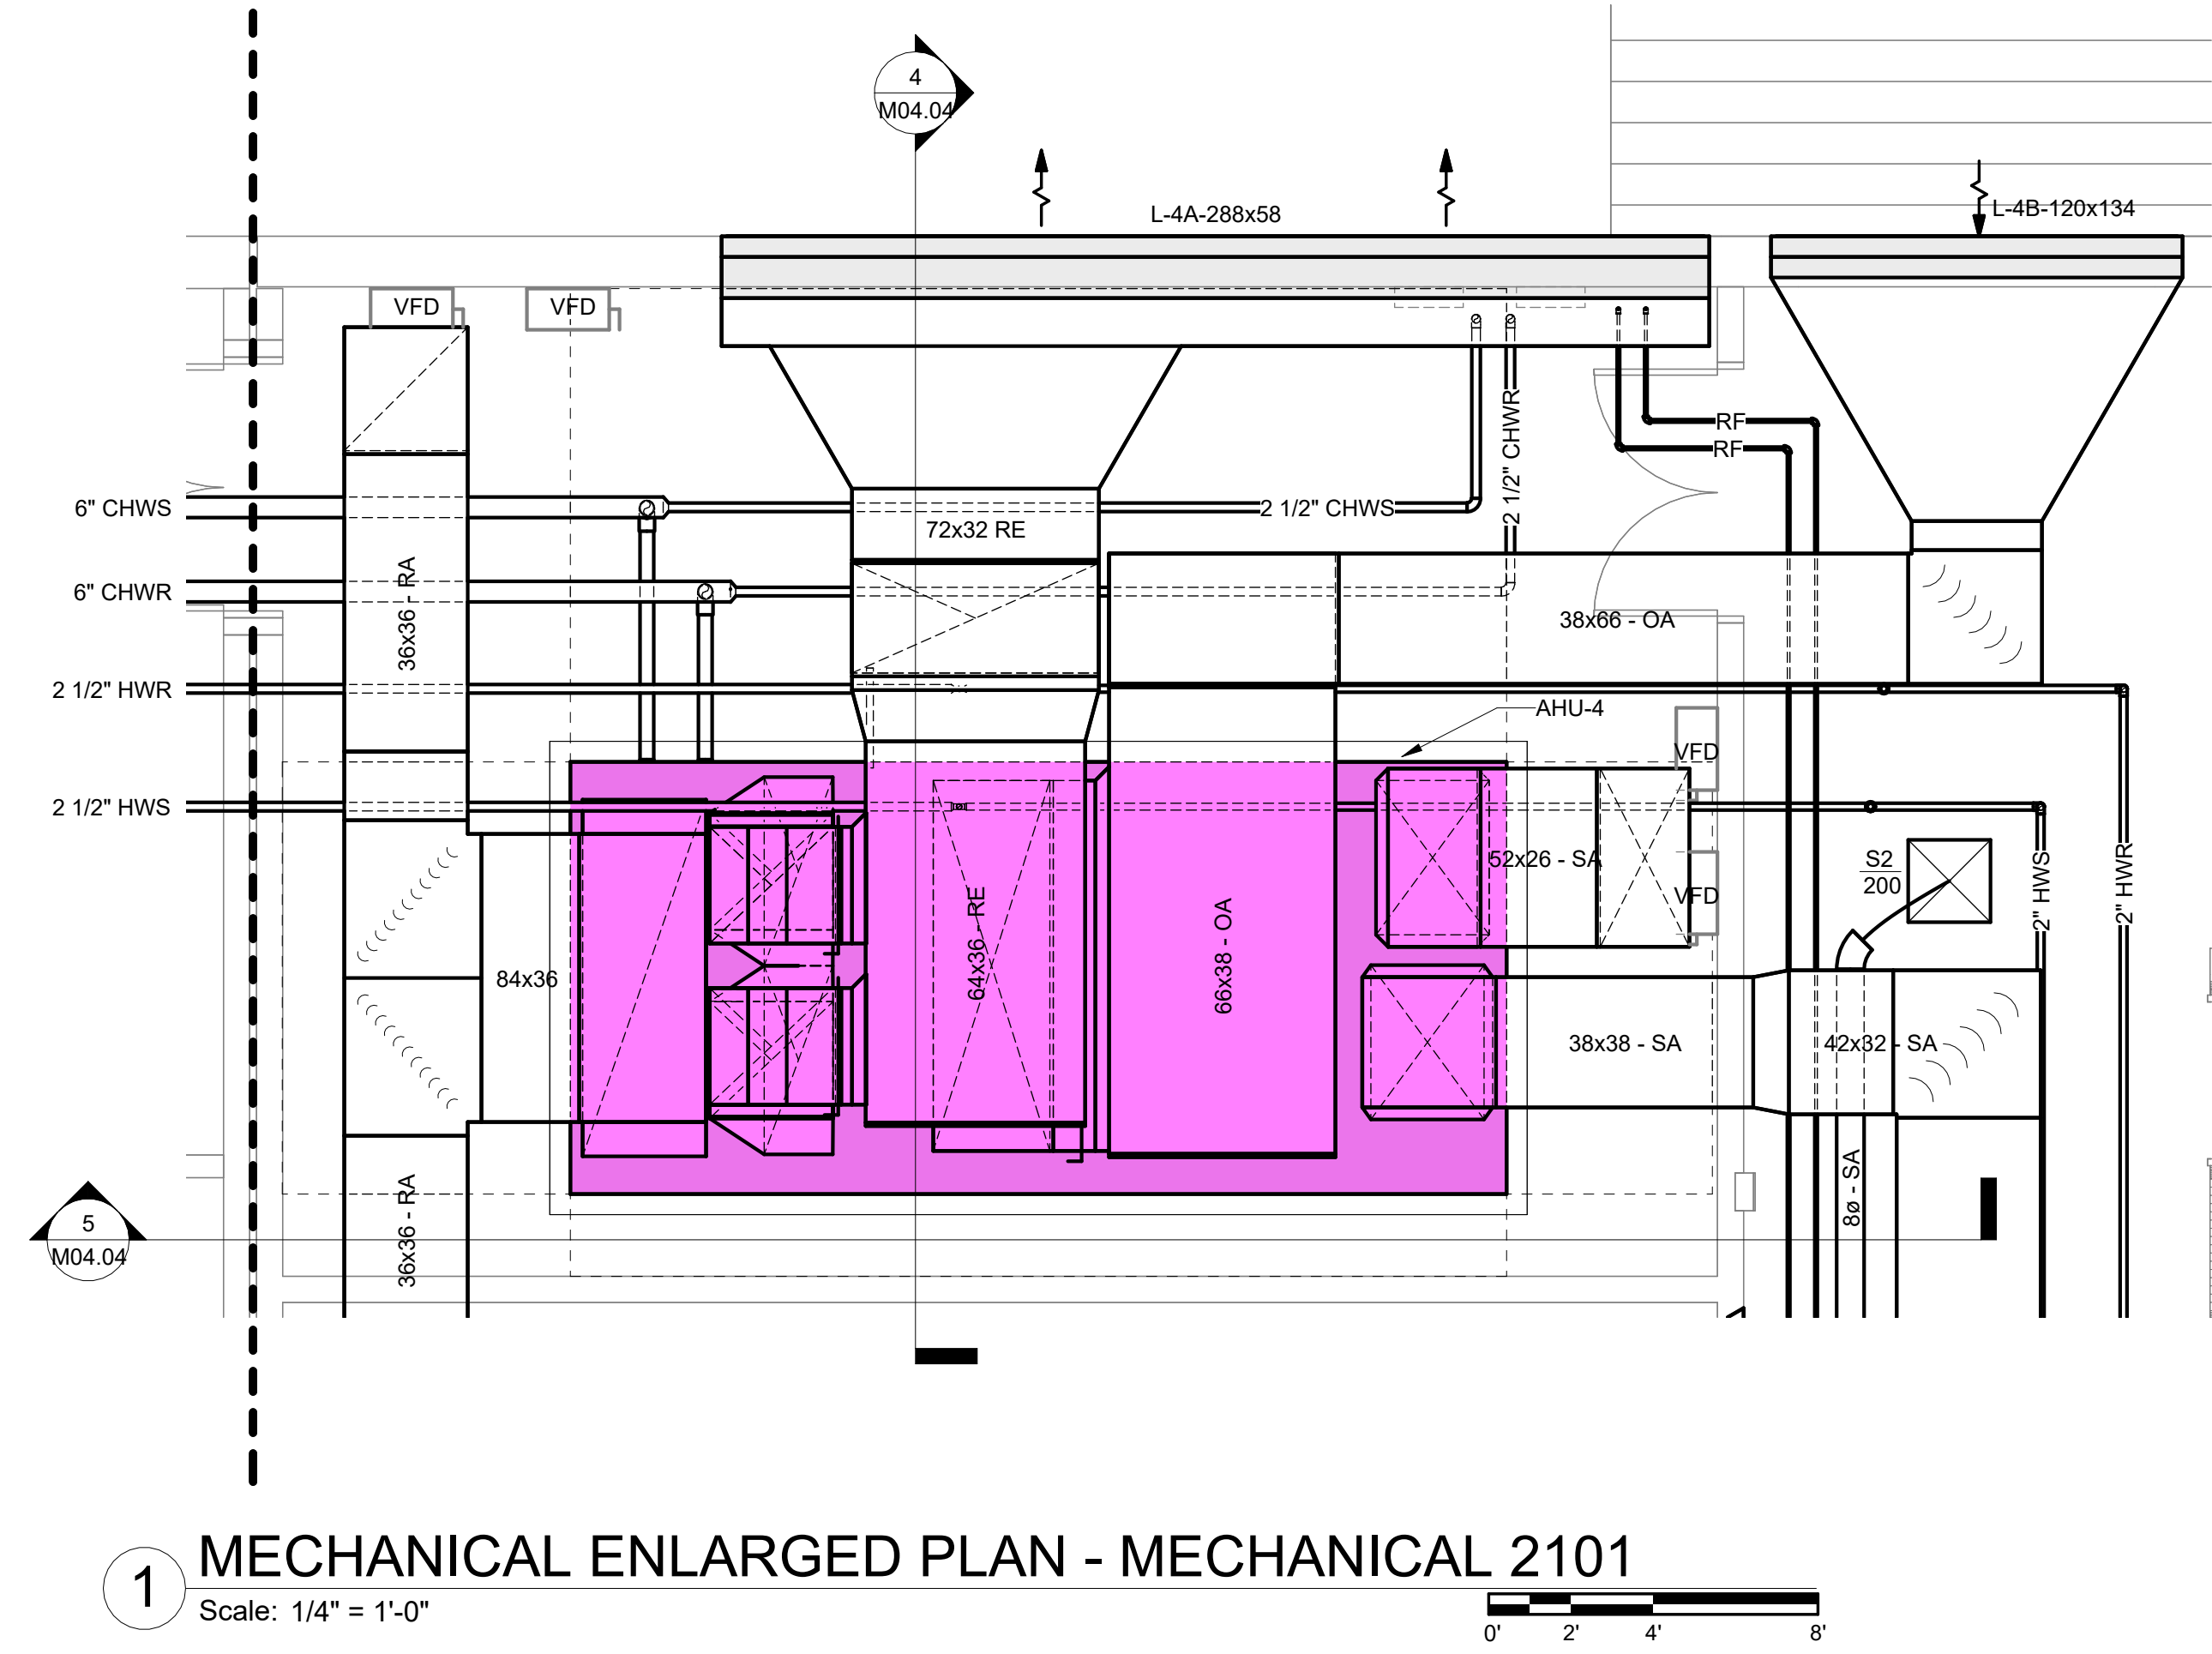 4
M04.04
L-4A-288x58
L-4B-120x134
VFD
VFD
RF
RF
2 1/2" CHWR
6" CHWS
2 1/2" CHWS
72x32 RE
6" CHWR
36x36 - RA
38x66 - OA
2 1/2" HWR
AHU-4
VFD
2 1/2" HWS
52x26 - SA
S2
200
VFD
2" HWS
2" HWR
64x36 - RE
66x38 - OA
84x36
38x38 - SA
42x32 - SA
8ø - SA
36x36 - RA
5
M04.04
1
MECHANICAL ENLARGED PLAN - MECHANICAL 2101
Scale: 1/4" = 1'-0"
0' 2' 4' 8'